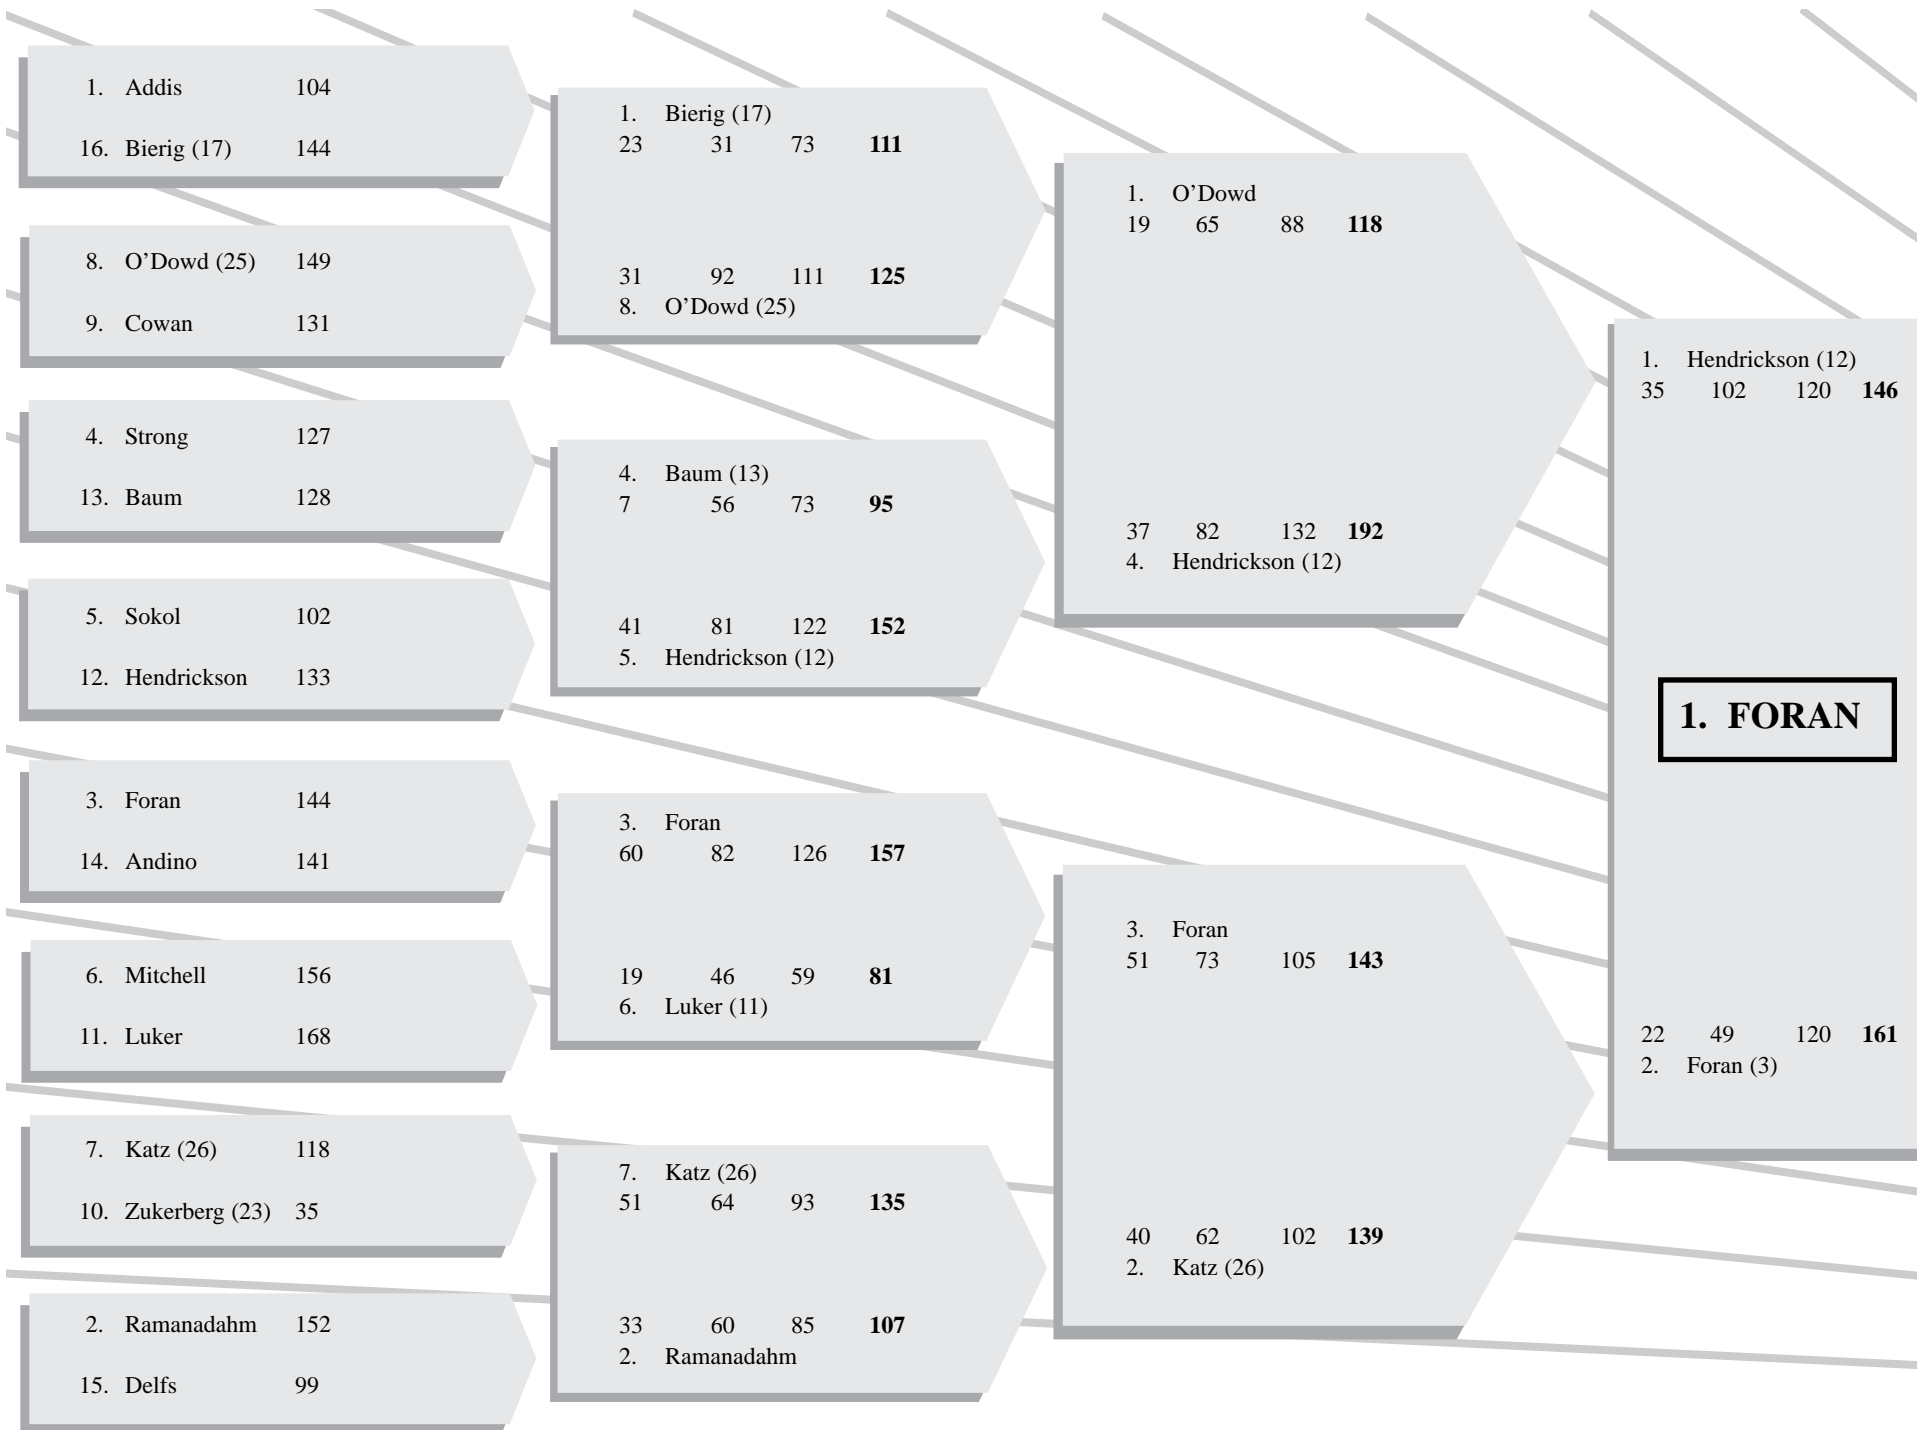 1. Addis 104
16. Bierig (17) 144
8. O’Dowd (25) 149
9. Cowan 131
4. Strong 127
13. Baum 128
5. Sokol 102
12. Hendrickson 133
3. Foran 144
14. Andino 141
6. Mitchell 156
11. Luker 168
7. Katz (26) 118
10. Zukerberg (23) 35
2. Ramanadahm 152
15. Delfs 99
1. Bierig (17)
23 31 73 111
31 92 111 125
8. O’Dowd (25)
4. Baum (13)
7 56 73 95
41 81 122 152
5. Hendrickson (12)
3. Foran
60 82 126 157
19 46 59 81
6. Luker (11)
7. Katz (26)
51 64 93 135
33 60 85 107
2. Ramanadahm
1. O’Dowd
19 65 88 118
37 82 132 192
4. Hendrickson (12)
3. Foran
51 73 105 143
40 62 102 139
2. Katz (26)
1. Hendrickson (12)
35 102 120 146
1. FORAN
22 49 120 161
2. Foran (3)